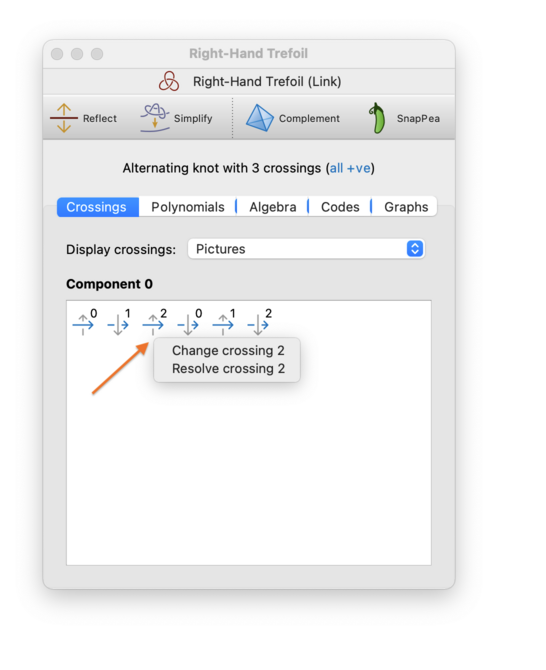 Right-Hand Trefoil
Right-Hand Trefoil (Link)
Reflect Simplify Complement SnapPea
Alternating knot with 3 crossings (all +ve)
Crossings Polynomials Algebra Codes Graphs
Display crossings: Pictures
Component 0
0 1 2 0 1 2
Change crossing 2
Resolve crossing 2